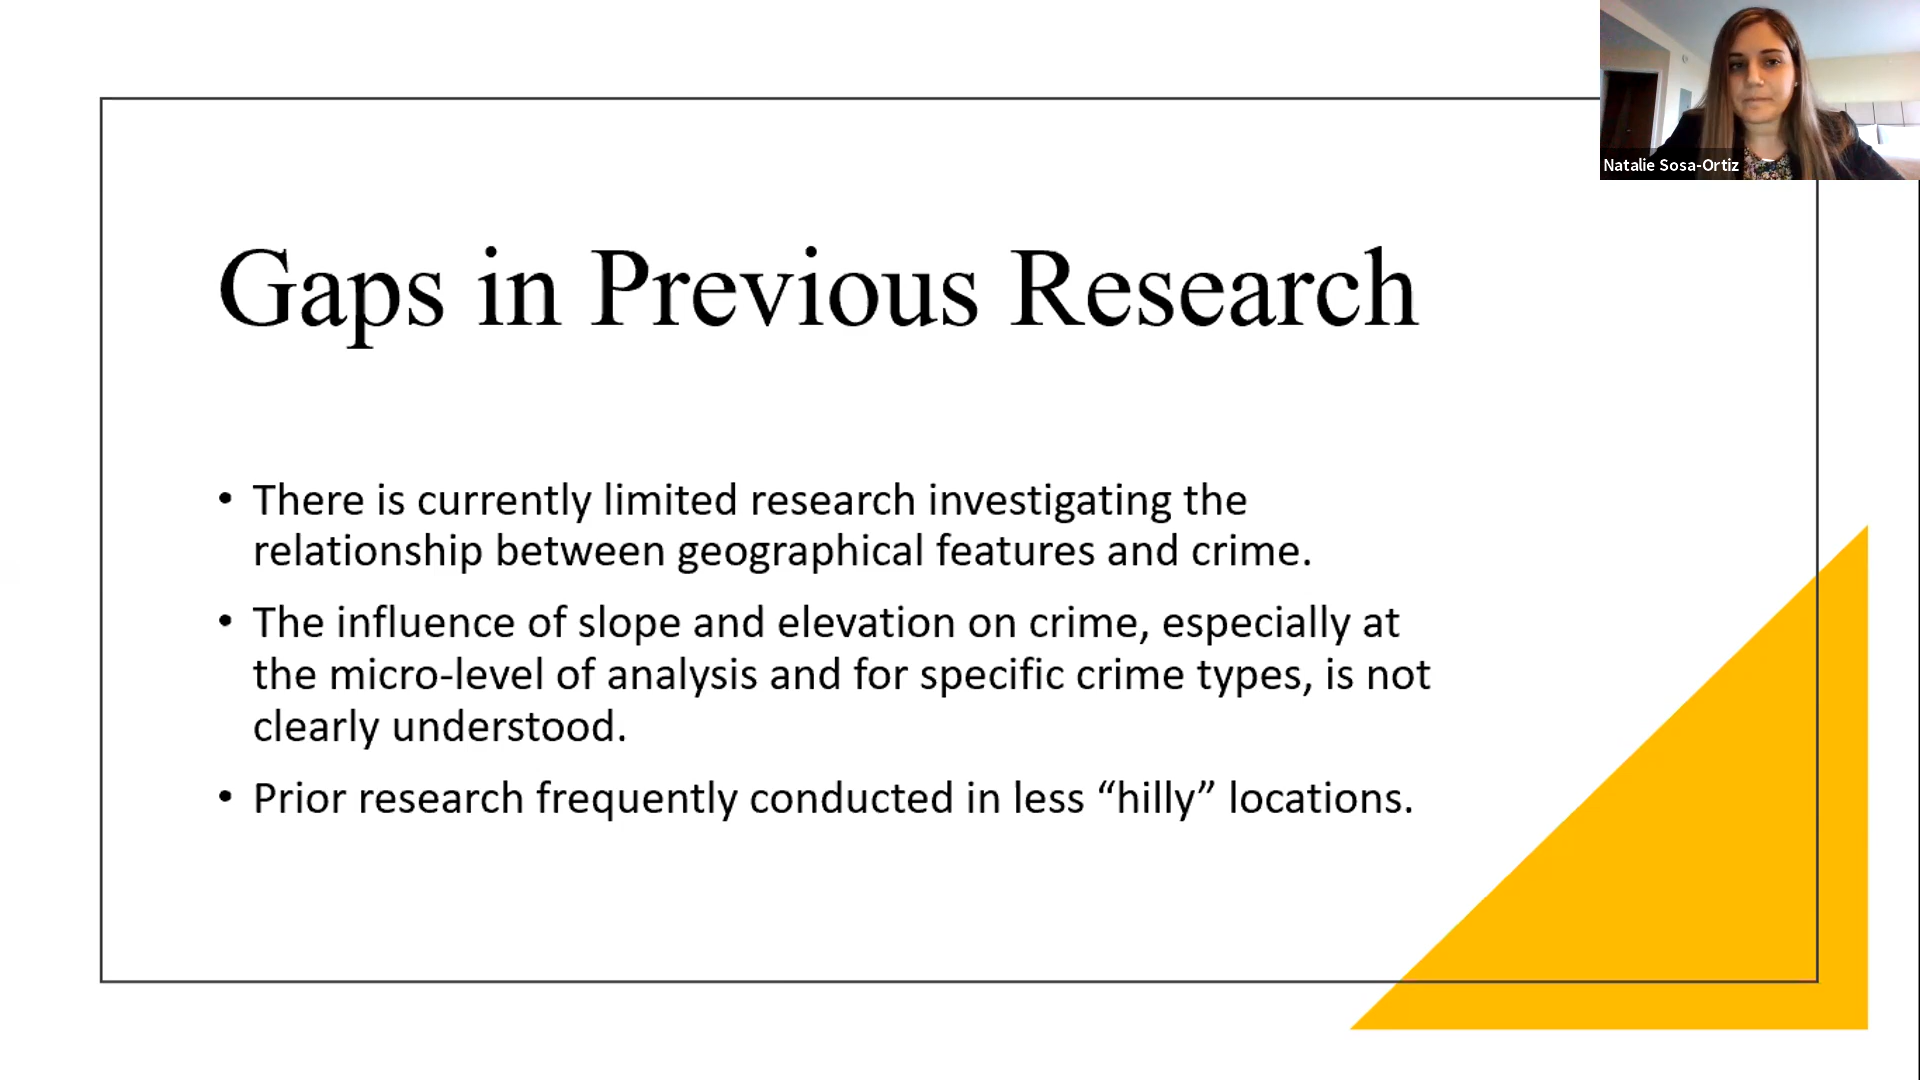 Natalie Sosa-Ortiz
Gaps in Previous Research
• There is currently limited research investigating the
relationship between geographical features and crime.
• The influence of slope and elevation on crime, especially at
the micro-level of analysis and for specific crime types, is not
clearly understood.
• Prior research frequently conducted in less “hilly” locations.